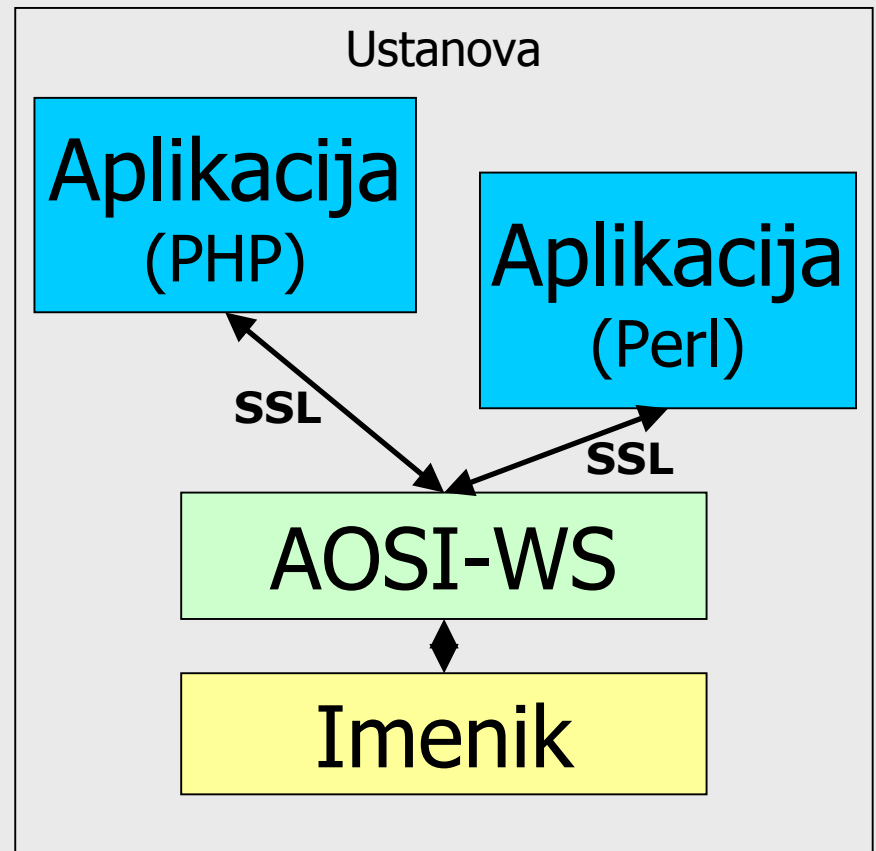 Ustanova
Aplikacija
(PHP)
Aplikacija
(Perl)
SSL
SSL
AOSI-WS
Imenik